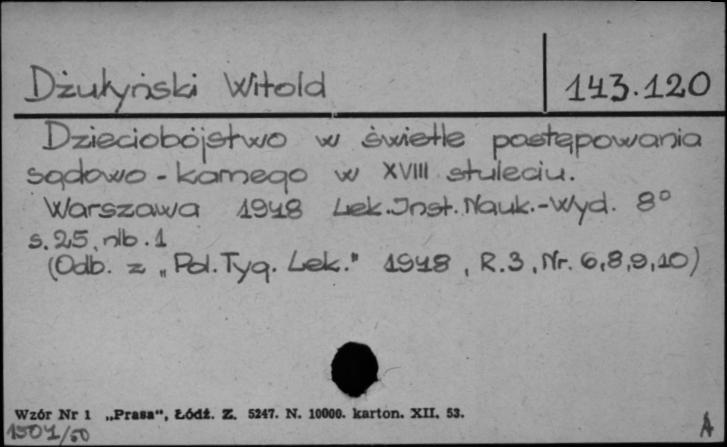 Dżułyński Witold 143.120
Dzieciobójstwo w świetle postępowania
sądowo - karnego w XVIII stuleciu.
Warszawa 1948 Lek. Inst. Nauk.-Wyd. 8°
s. 25, nlb. 1
(Odb. z „Pol. Tyg. Lek." 1948, R. 3, Nr. 6,8,9,10)
Wzór Nr 1 „Prasa“, Łódź. Z. 5247. N. 10000. karton. XII. 53.
1501/50
A